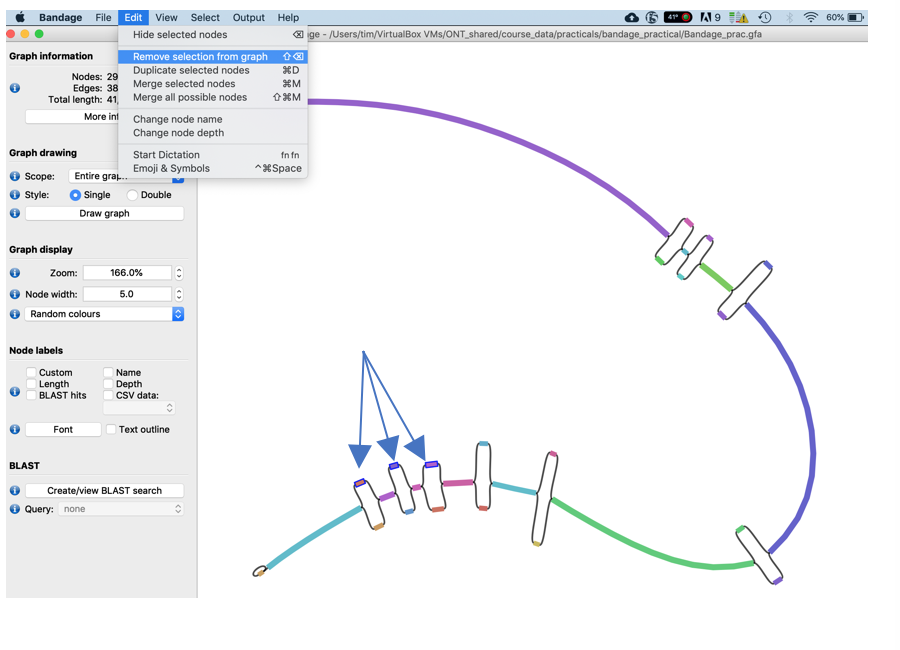 Bandage File Edit View Select Output Help 41° 9 60%
Hide selected nodes ⌫
ge - /Users/tim/VirtualBox VMs/ONT_shared/course_data/practicals/bandage_practical/Bandage_prac.gfa
Remove selection from graph ⇧⌫
Duplicate selected nodes ⌘D
Merge selected nodes ⌘M
Merge all possible nodes ⇧⌘M
Change node name
Change node depth
Start Dictation fn fn
Emoji & Symbols ^⌘Space
Graph information
Nodes: 29
Edges: 38
Total length: 41,
More inf
Graph drawing
Scope: Entire graph
Style: Single Double
Draw graph
Graph display
Zoom: 166.0%
Node width: 5.0
Random colours
Node labels
Custom Name
Length Depth
BLAST hits CSV data:
Font Text outline
BLAST
Create/view BLAST search
Query: none